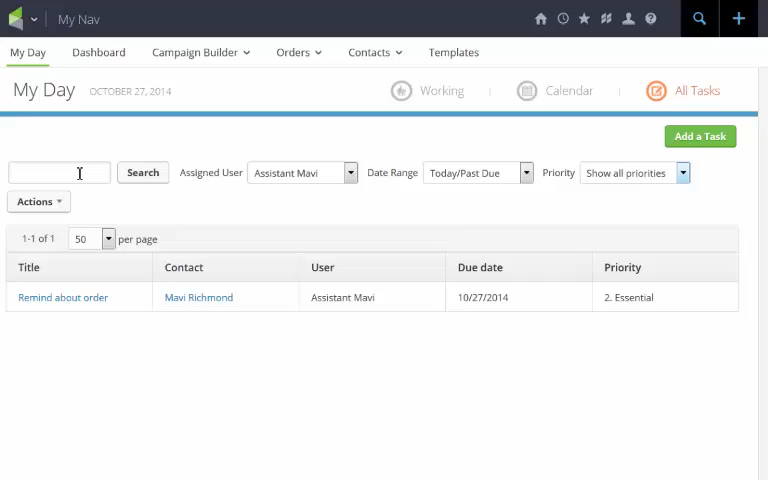 My Nav
My Day Dashboard Campaign Builder Orders Contacts Templates
My Day OCTOBER 27, 2014 Working Calendar All Tasks
Add a Task
Search Assigned User Assistant Mavi Date Range Today/Past Due Priority Show all priorities
Actions
1-1 of 1 50 per page
Title Contact User Due date Priority
Remind about order Mavi Richmond Assistant Mavi 10/27/2014 2. Essential